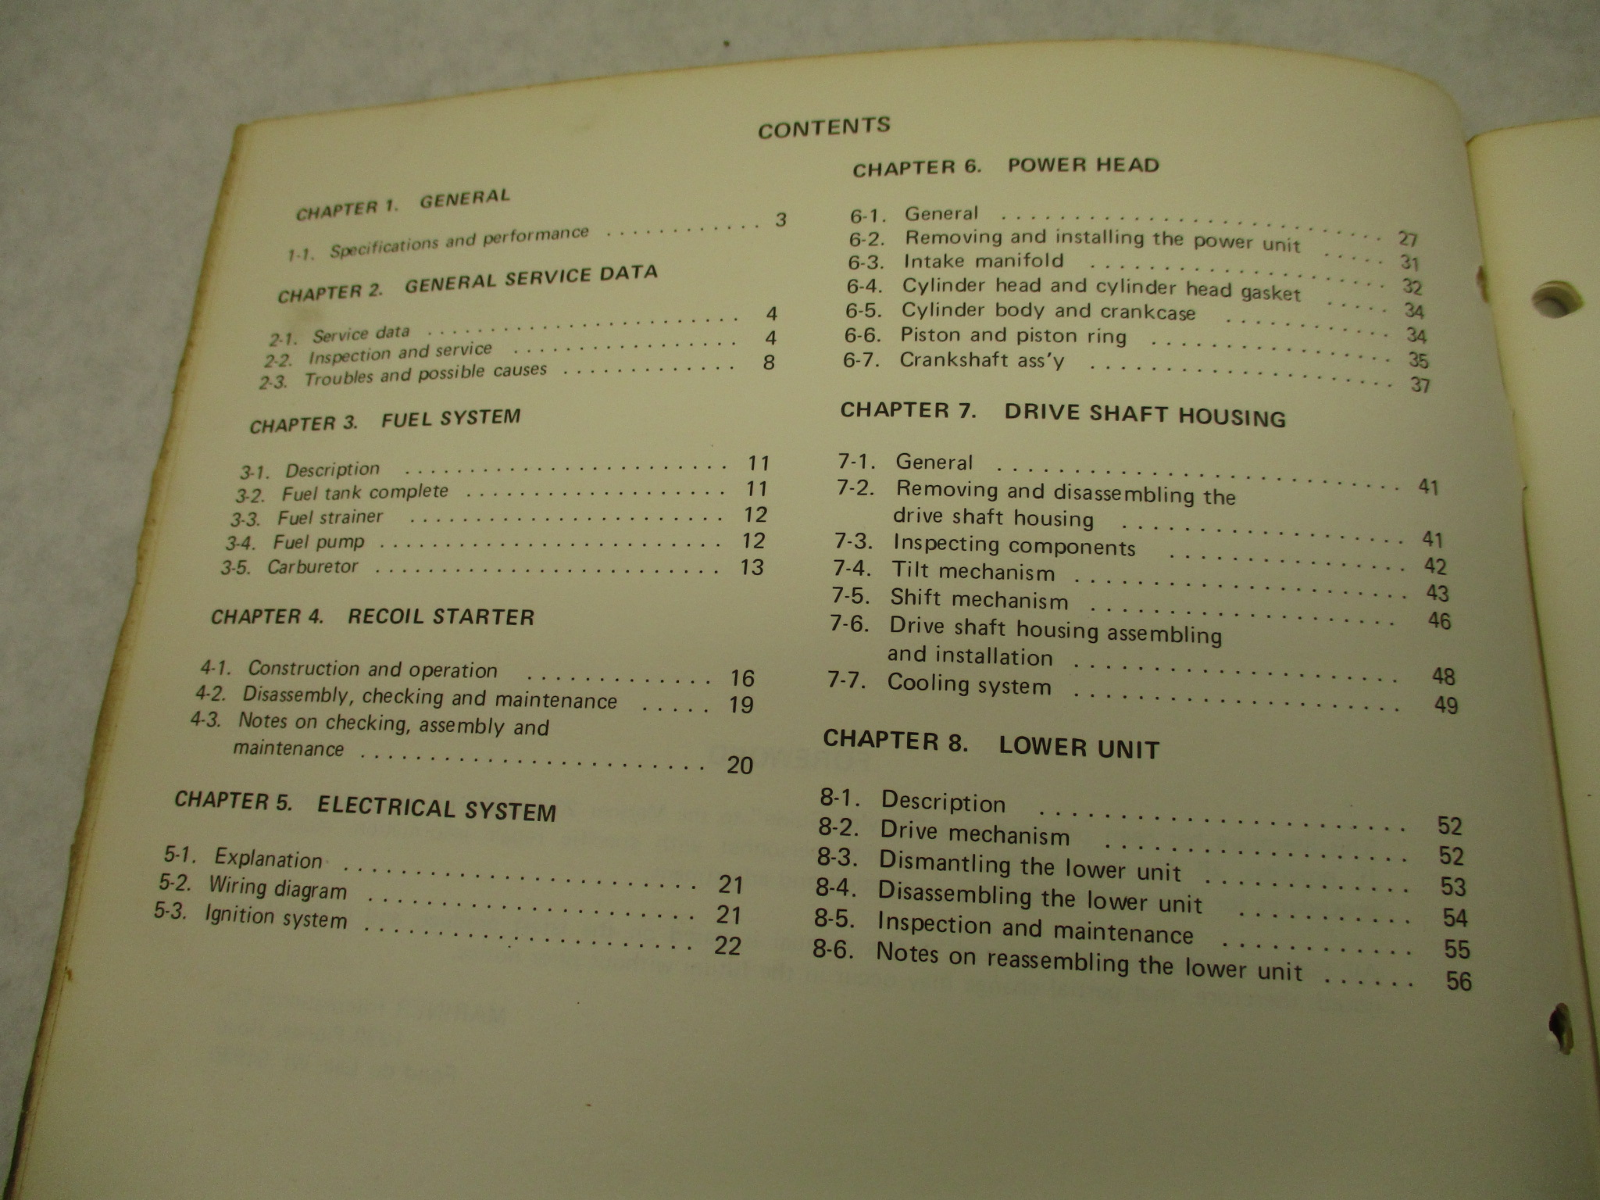 CONTENTS
CHAPTER 1. GENERAL
1-1. Specifications and performance . . . . . . . . . . . . 3
CHAPTER 2. GENERAL SERVICE DATA
2-1. Service data . . . . . . . . . . . . . . . . . . . . . . 4
2-2. Inspection and service . . . . . . . . . . . . . . . . 4
2-3. Troubles and possible causes . . . . . . . . . . . . 8
CHAPTER 3. FUEL SYSTEM
3-1. Description . . . . . . . . . . . . . . . . . . . . . . 11
3-2. Fuel tank complete . . . . . . . . . . . . . . . . . . 11
3-3. Fuel strainer . . . . . . . . . . . . . . . . . . . . . 12
3-4. Fuel pump . . . . . . . . . . . . . . . . . . . . . . . 12
3-5. Carburetor . . . . . . . . . . . . . . . . . . . . . . . 13
CHAPTER 4. RECOIL STARTER
4-1. Construction and operation . . . . . . . . . . . . . 16
4-2. Disassembly, checking and maintenance . . . . . 19
4-3. Notes on checking, assembly and
maintenance . . . . . . . . . . . . . . . . . . . . . . . 20
CHAPTER 5. ELECTRICAL SYSTEM
5-1. Explanation . . . . . . . . . . . . . . . . . . . . . . . 21
5-2. Wiring diagram . . . . . . . . . . . . . . . . . . . . . 21
5-3. Ignition system . . . . . . . . . . . . . . . . . . . . . 22
CHAPTER 6. POWER HEAD
6-1. General . . . . . . . . . . . . . . . . . . . . . . . . 27
6-2. Removing and installing the power unit . . . . . 31
6-3. Intake manifold . . . . . . . . . . . . . . . . . . . 32
6-4. Cylinder head and cylinder head gasket . . . . . 34
6-5. Cylinder body and crankcase . . . . . . . . . . . 34
6-6. Piston and piston ring . . . . . . . . . . . . . . . 35
6-7. Crankshaft ass'y . . . . . . . . . . . . . . . . . . . 37
CHAPTER 7. DRIVE SHAFT HOUSING
7-1. General . . . . . . . . . . . . . . . . . . . . . . . . 41
7-2. Removing and disassembling the
drive shaft housing . . . . . . . . . . . . . . . . . . 41
7-3. Inspecting components . . . . . . . . . . . . . . . 42
7-4. Tilt mechanism . . . . . . . . . . . . . . . . . . . . 43
7-5. Shift mechanism . . . . . . . . . . . . . . . . . . . 46
7-6. Drive shaft housing assembling
and installation . . . . . . . . . . . . . . . . . . . . 48
7-7. Cooling system . . . . . . . . . . . . . . . . . . . . 49
CHAPTER 8. LOWER UNIT
8-1. Description . . . . . . . . . . . . . . . . . . . . . . 52
8-2. Drive mechanism . . . . . . . . . . . . . . . . . . 52
8-3. Dismantling the lower unit . . . . . . . . . . . . 53
8-4. Disassembling the lower unit . . . . . . . . . . 54
8-5. Inspection and maintenance . . . . . . . . . . . 55
8-6. Notes on reassembling the lower unit . . . . . . 56